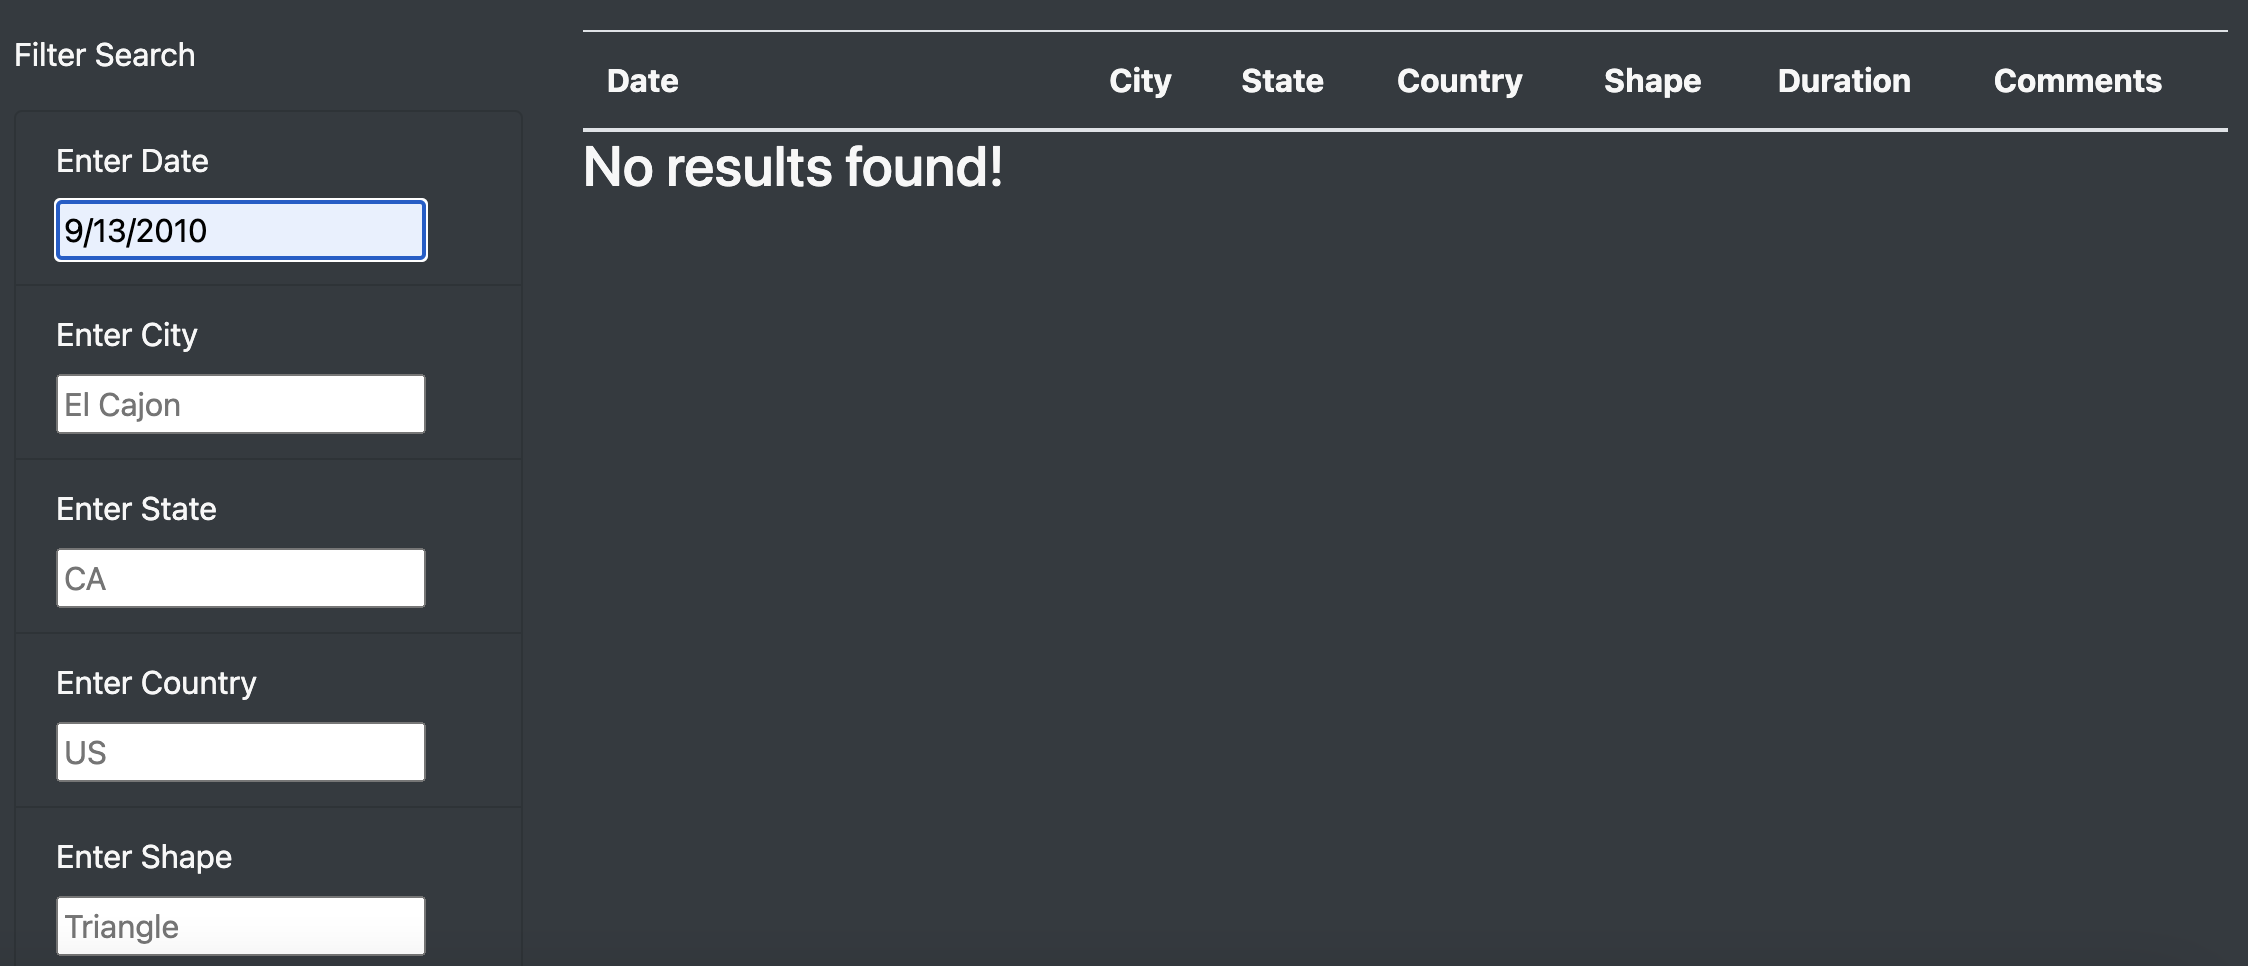 Filter Search
Enter Date
9/13/2010
Enter City
El Cajon
Enter State
CA
Enter Country
US
Enter Shape
Triangle
Date City State Country Shape Duration Comments
No results found!